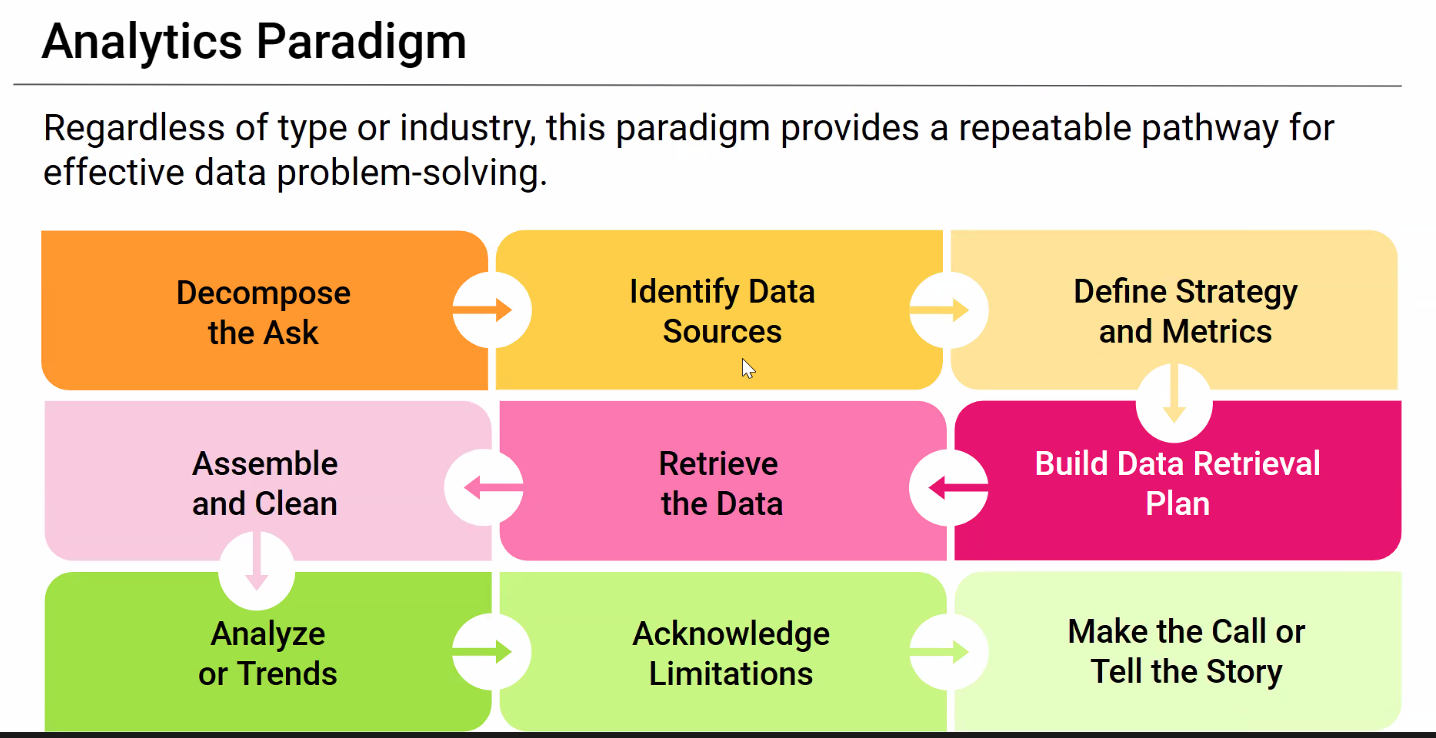 Analytics Paradigm
Regardless of type or industry, this paradigm provides a repeatable pathway for
effective data problem-solving.
Decompose
the Ask
Identify Data
Sources
Define Strategy
and Metrics
Build Data Retrieval
Plan
Retrieve
the Data
Assemble
and Clean
Analyze
or Trends
Acknowledge
Limitations
Make the Call or
Tell the Story